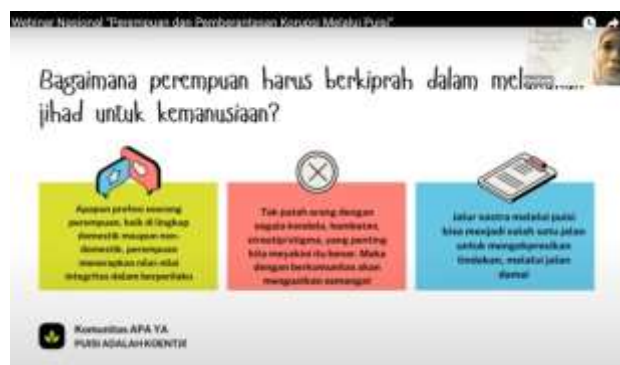 Webinar Nasional "Perempuan dan Pemberantasan Korupsi Melalui Puisi"
Bagaimana perempuan harus berkiprah dalam
jihad untuk kemanusiaan?
Apapun profesi seorang
perempuan, baik di lingkup
domestik maupun non-
domestik, perempuan
menerapkan nilai-nilai
integritas dalam berperilaku
Tak patah arang dengan
segala kendala, hambatan,
streotip/stigma, yang penting
kita meyakini itu benar. Maka
dengan berkomunitas akan
menguatkan semangat
Jalur sastra melalui puisi
bisa menjadi salah satu jalan
untuk mengekspresikan
tindakan, melalui jalan
damai
Komunitas APA YA
PUISI ADALAH KOENTJI!